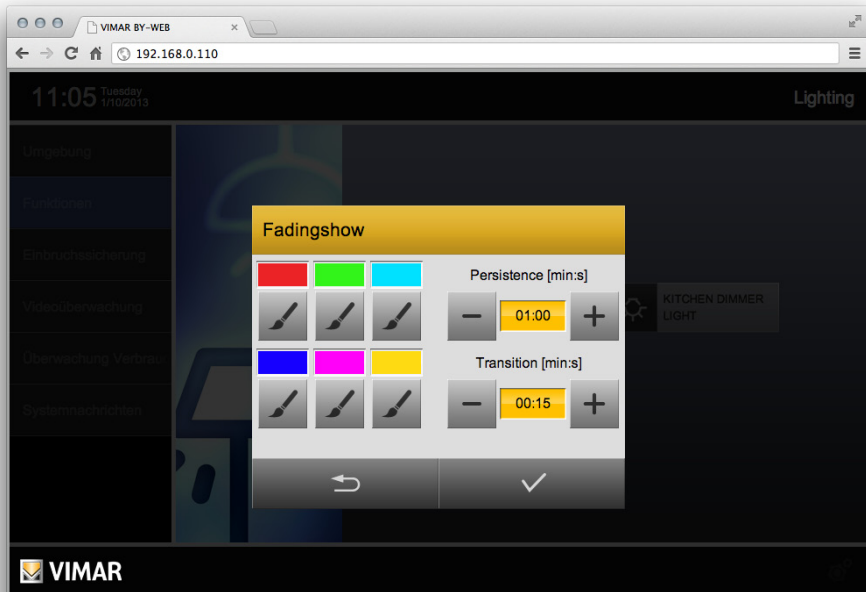 VIMAR BY-WEB
192.168.0.110
11:05 Tuesday
1/10/2013
Lighting
Umgebung
Funktionen
Einbruchssicherung
Videoüberwachung
Überwachung Verbrau
Systemnachrichten
Fadingshow
Persistence [min:s]
01:00
Transition [min:s]
00:15
KITCHEN DIMMER
LIGHT
VIMAR